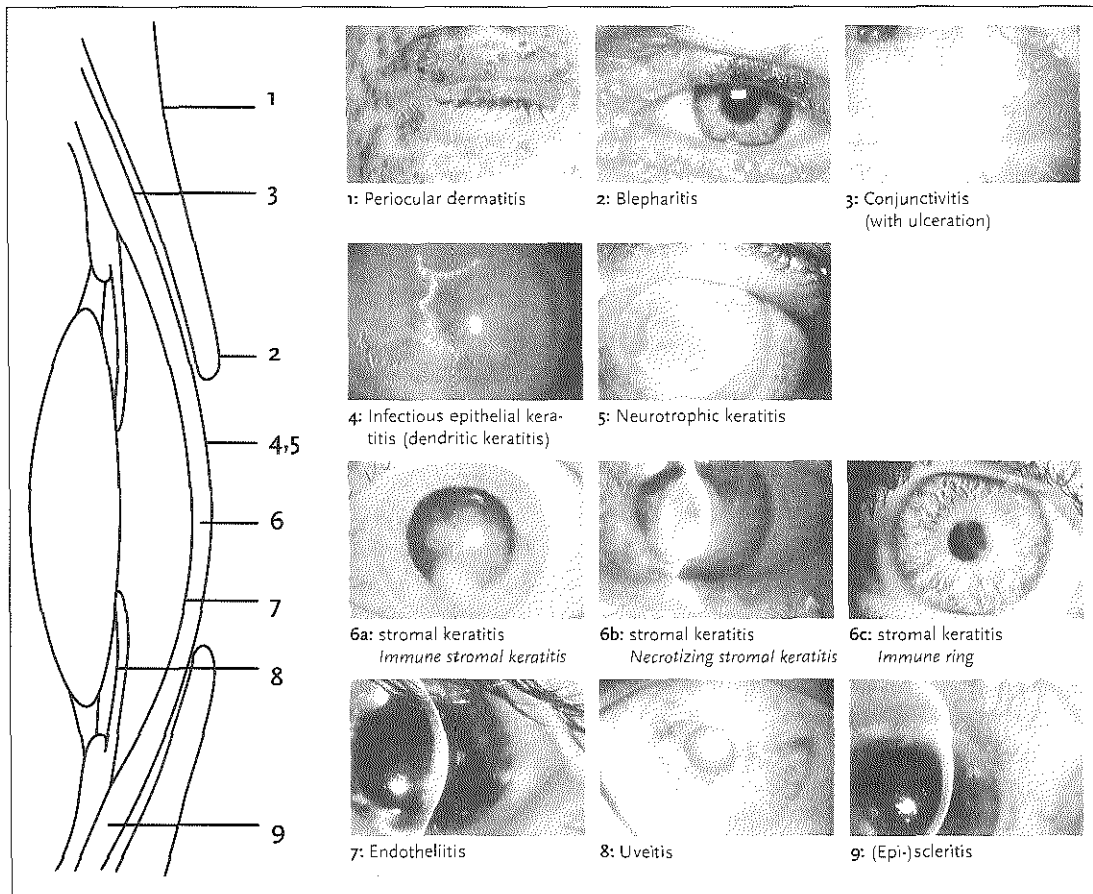 1
3
2
4,5
6
7
8
9
1: Periocular dermatitis
2: Blepharitis
3: Conjunctivitis
(with ulceration)
4: Infectious epithelial kera-
titis (dendritic keratitis)
5: Neurotrophic keratitis
6a: stromal keratitis
Immune stromal keratitis
6b: stromal keratitis
Necrotizing stromal keratitis
6c: stromal keratitis
Immune ring
7: Endotheliitis
8: Uveitis
9: (Epi-)scleritis